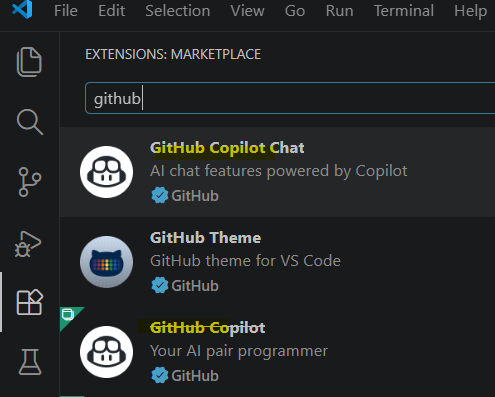 File Edit Selection View Go Run Terminal Help
EXTENSIONS: MARKETPLACE
github
GitHub Copilot Chat
AI chat features powered by Copilot
GitHub
GitHub Theme
GitHub theme for VS Code
GitHub
GitHub Copilot
Your AI pair programmer
GitHub